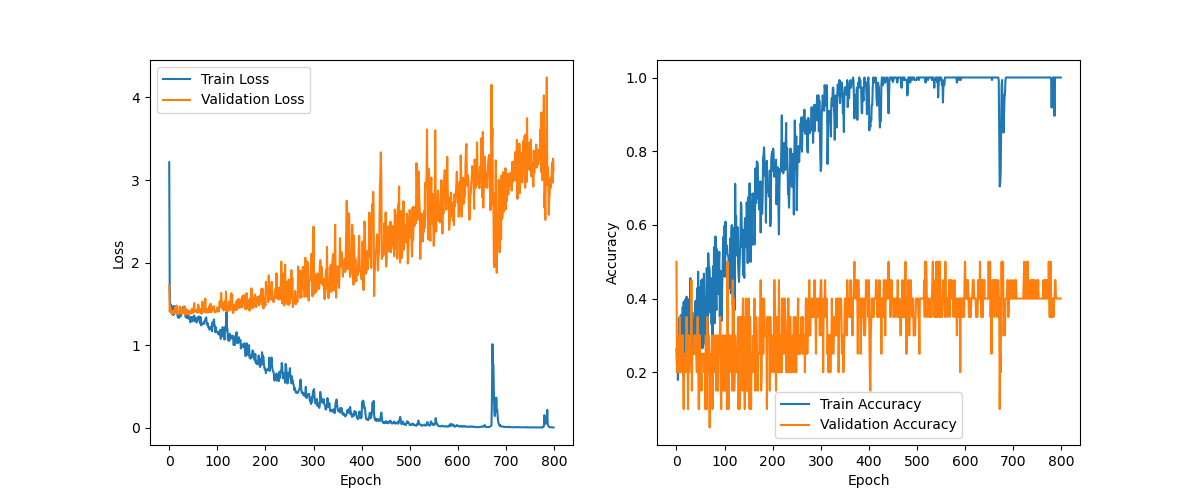 Train Loss
Validation Loss
Loss
4
3
2
1
0
0 100 200 300 400 500 600 700 800
Epoch
Accuracy
1.0
0.8
0.6
0.4
0.2
Train Accuracy
Validation Accuracy
0 100 200 300 400 500 600 700 800
Epoch